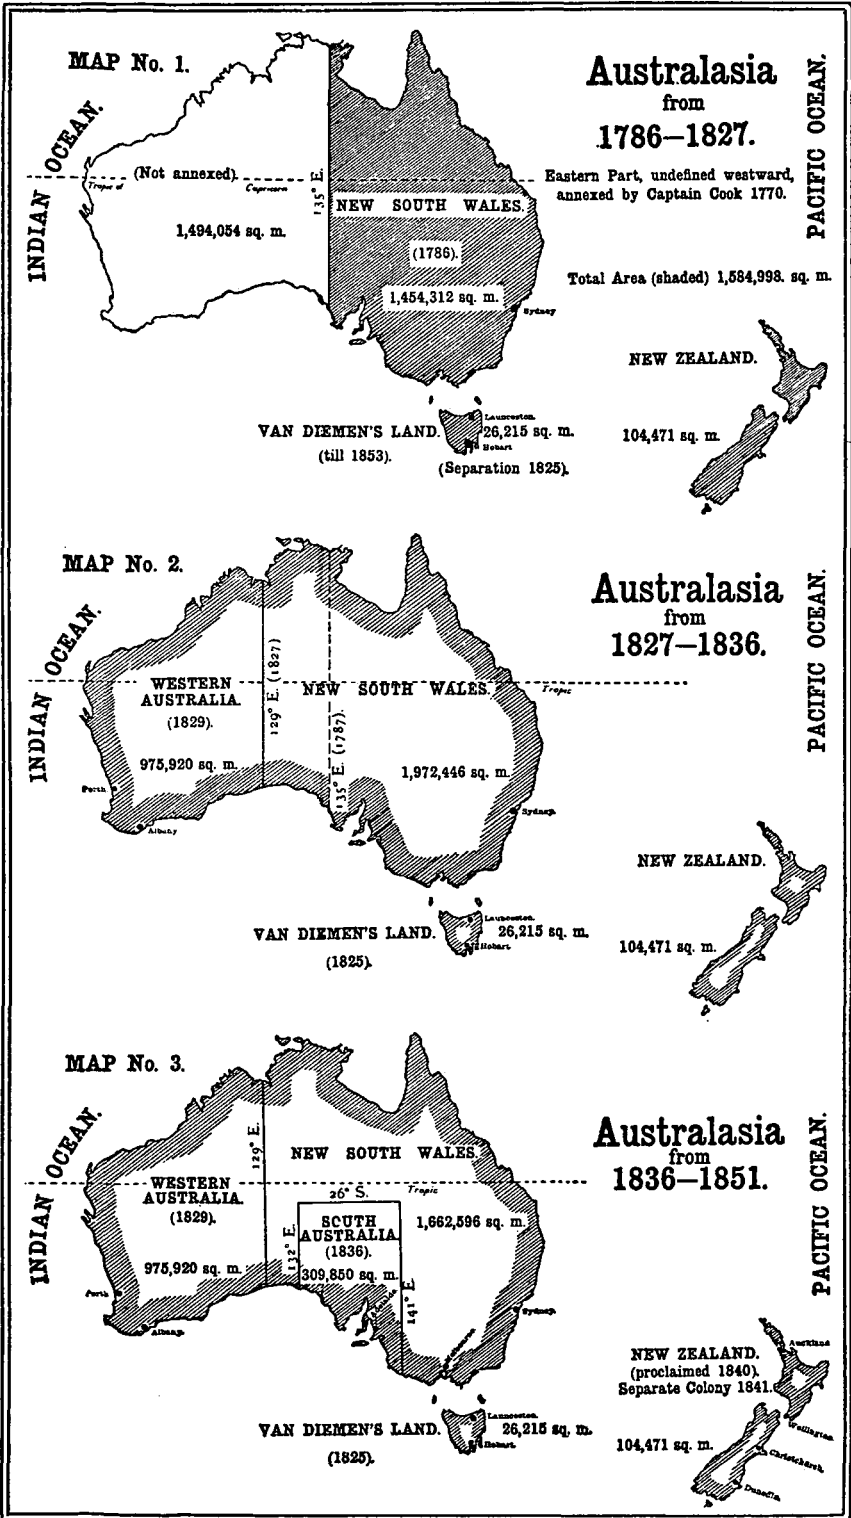 MAP No. 1.
Australasia
from
1786—1827.
Eastern Part, undefined westward,
annexed by Captain Cook 1770.
Total Area (shaded) 1,584,998. sq. m.
INDIAN OCEAN.
PACIFIC OCEAN.
(Not annexed).
Tropic of Capricorn
1,494,054 sq. m.
135° E.
NEW SOUTH WALES.
(1786).
1,454,312 sq. m.
Sydney
NEW ZEALAND.
104,471 sq. m.
VAN DIEMEN'S LAND.
(till 1853).
Launceston.
26,215 sq. m.
Hobart
(Separation 1825).
MAP No. 2.
Australasia
from
1827—1836.
INDIAN OCEAN.
PACIFIC OCEAN.
WESTERN
AUSTRALIA.
(1829).
975,920 sq. m.
129° E. (1827)
135° E. (1787).
NEW SOUTH WALES.
Tropic
1,972,446 sq. m.
Perth
Albany
Sydney.
NEW ZEALAND.
104,471 sq. m.
VAN DIEMEN'S LAND.
(1825).
Launceston.
26,215 sq. m.
Hobart.
MAP No. 3.
Australasia
from
1836—1851.
INDIAN OCEAN.
PACIFIC OCEAN.
129° E.
NEW SOUTH WALES.
WESTERN
AUSTRALIA.
(1829).
975,920 sq. m.
26° S.
Tropic
132° E.
SOUTH
AUSTRALIA
(1836).
309,850 sq. m.
141° E.
1,662,596 sq. m.
Perth
Albany.
Sydney.
NEW ZEALAND.
(proclaimed 1840).
Separate Colony 1841.
104,471 sq. m.
Auckland
Wellington.
Christchurch.
Dunedin.
VAN DIEMEN'S LAND.
(1825).
Launceston.
26,215 sq. m.
Hobart.